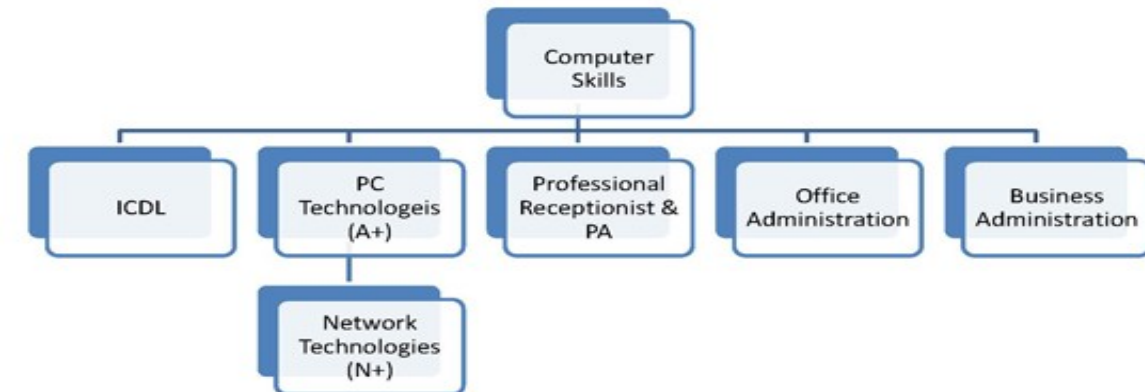 Computer
Skills
ICDL
PC
Technologeis
(A+)
Professional
Receptionist &
PA
Office
Administration
Business
Administration
Network
Technologies
(N+)